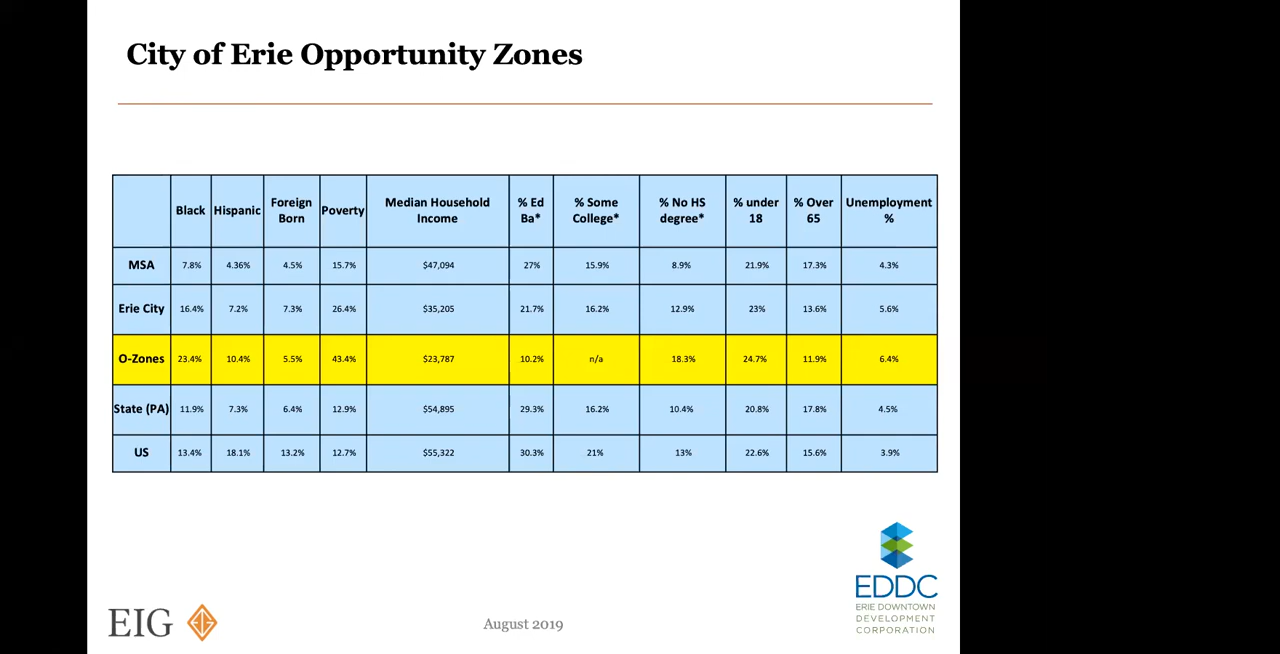 City of Erie Opportunity Zones
Black Hispanic Foreign Born Poverty Median Household Income % Ed Ba* % Some College* % No HS degree* % under 18 % Over 65 Unemployment %
MSA 7.8% 4.36% 4.5% 15.7% $47,094 27% 15.9% 8.9% 21.9% 17.3% 4.3%
Erie City 16.4% 7.2% 7.3% 26.4% $35,205 21.7% 16.2% 12.9% 23% 13.6% 5.6%
O-Zones 23.4% 10.4% 5.5% 43.4% $23,787 10.2% n/a 18.3% 24.7% 11.9% 6.4%
State (PA) 11.9% 7.3% 6.4% 12.9% $54,895 29.3% 16.2% 10.4% 20.8% 17.8% 4.5%
US 13.4% 18.1% 13.2% 12.7% $55,322 30.3% 21% 13% 22.6% 15.6% 3.9%
EIG
August 2019
EDDC
ERIE DOWNTOWN
DEVELOPMENT
CORPORATION